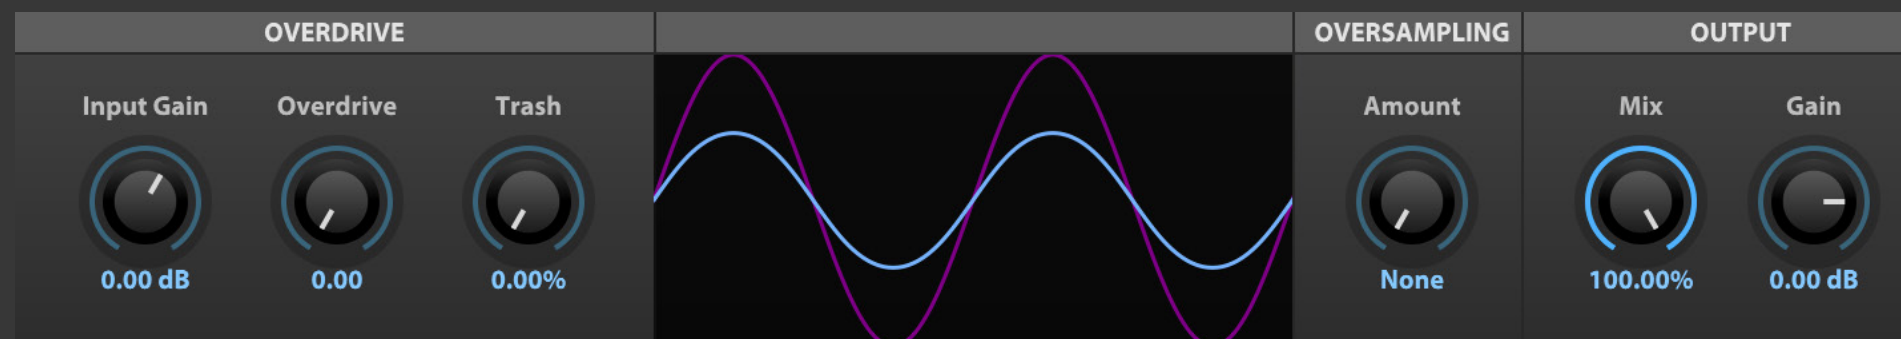 OVERDRIVE
OVERSAMPLING
OUTPUT
Input Gain
Overdrive
Trash
Amount
Mix
Gain
0.00 dB
0.00
0.00%
None
100.00%
0.00 dB